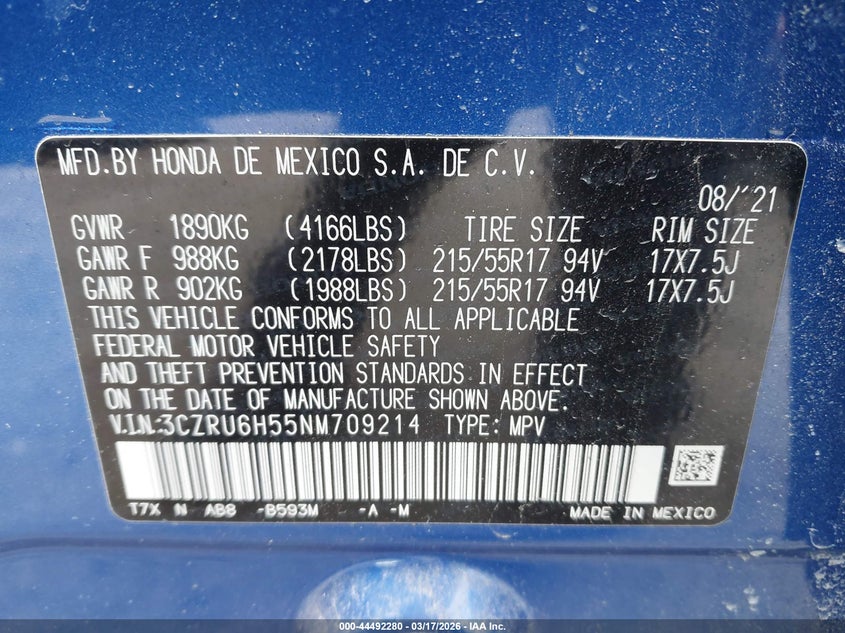 MFD.BY HONDA DE MEXICO S.A. DE C.V.
08/'21
GVWR 1890KG (4166LBS) TIRE SIZE RIM SIZE
GAWR F 988KG (2178LBS) 215/55R17 94V 17X7.5J
GAWR R 902KG (1988LBS) 215/55R17 94V 17X7.5J
THIS VEHICLE CONFORMS TO ALL APPLICABLE
FEDERAL MOTOR VEHICLE SAFETY
AND THEFT PREVENTION STANDARDS IN EFFECT
ON THE DATE OF MANUFACTURE SHOWN ABOVE.
V.I.N.:3CZRU6H55NM709214 TYPE: MPV
T7X N AB8 -B593M -A -M MADE IN MEXICO
000-44492280 - 03/17/2026 - IAA Inc.